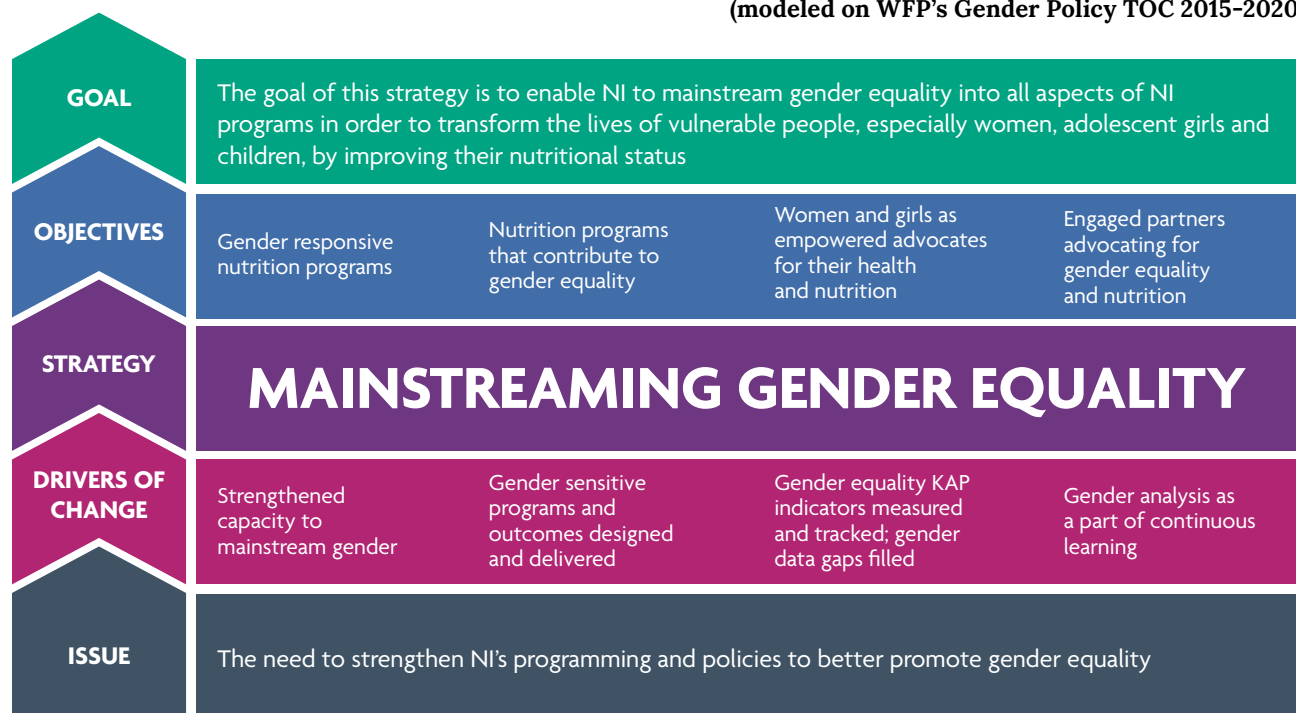 (modeled on WFP's Gender Policy TOC 2015-2020
GOAL
The goal of this strategy is to enable NI to mainstream gender equality into all aspects of NI
programs in order to transform the lives of vulnerable people, especially women, adolescent girls and
children, by improving their nutritional status
OBJECTIVES
Gender responsive
nutrition programs
Nutrition programs
that contribute to
gender equality
Women and girls as
empowered advocates
for their health
and nutrition
Engaged partners
advocating for
gender equality
and nutrition
STRATEGY
MAINSTREAMING GENDER EQUALITY
DRIVERS OF
CHANGE
Strengthened
capacity to
mainstream gender
Gender sensitive
programs and
outcomes designed
and delivered
Gender equality KAP
indicators measured
and tracked; gender
data gaps filled
Gender analysis as
a part of continuous
learning
ISSUE
The need to strengthen NI's programming and policies to better promote gender equality